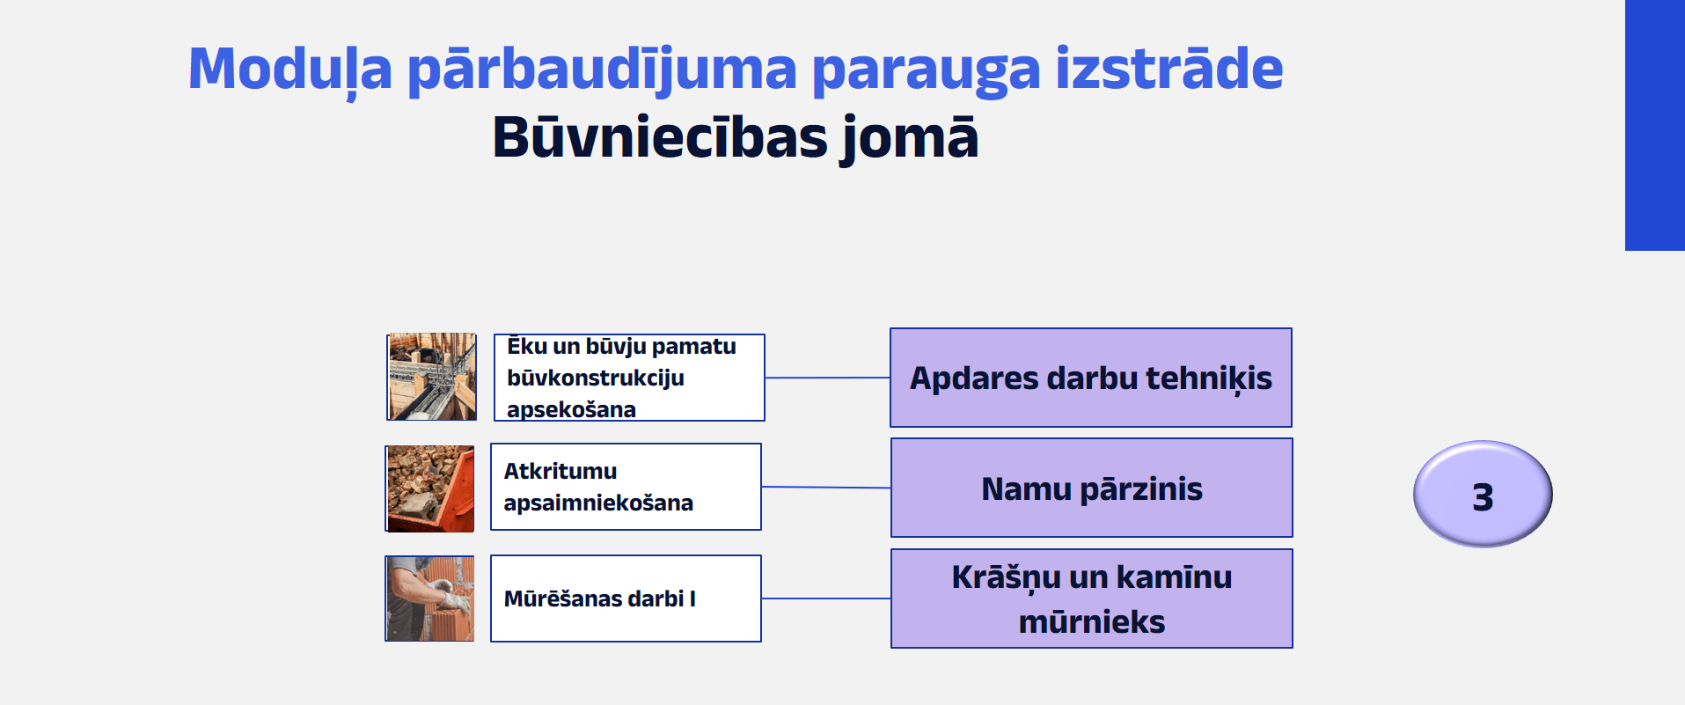 Moduļa pārbaudījuma parauga izstrāde
Būvniecības jomā
Ēku un būvju pamatu
būvkonstrukciju
apsekošana
Apdares darbu tehniķis
Atkritumu
apsaimniekošana
Namu pārzinis
3
Mūrēšanas darbi I
Krāšņu un kamīnu
mūrnieks